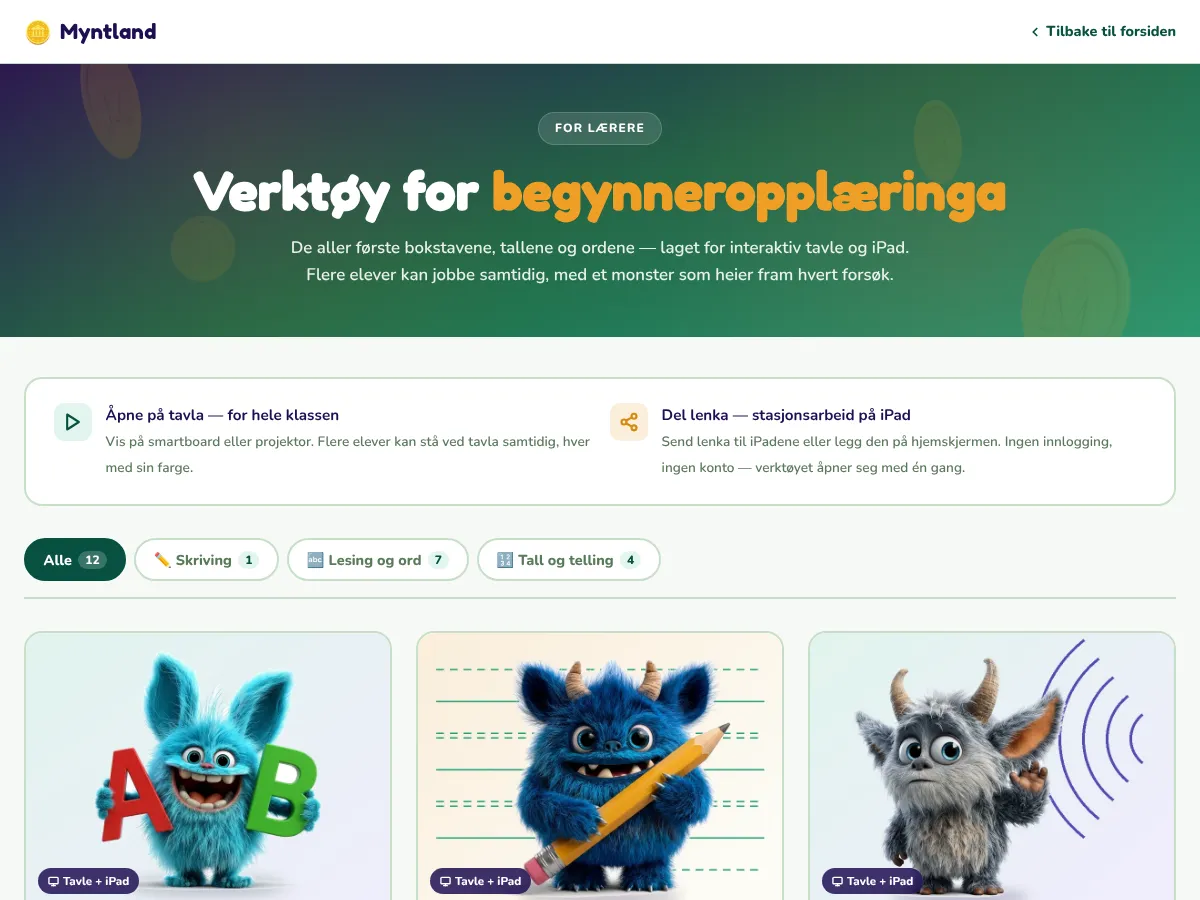 Myntland
Tilbake til forsiden
FOR LÆRERE
Verktøy for begynneropplæringa
De aller første bokstavene, tallene og ordene — laget for interaktiv tavle og iPad.
Flere elever kan jobbe samtidig, med et monster som heier fram hvert forsøk.
Åpne på tavla — for hele klassen
Vis på smartboard eller projektor. Flere elever kan stå ved tavla samtidig, hver
med sin farge.
Del lenka — stasjonsarbeid på iPad
Send lenka til iPadene eller legg den på hjemskjermen. Ingen innlogging,
ingen konto — verktøyet åpner seg med én gang.
Alle 12
Skriving 1
abc Lesing og ord 7
1234 Tall og telling 4
A B
Tavle + iPad
Tavle + iPad
Tavle + iPad